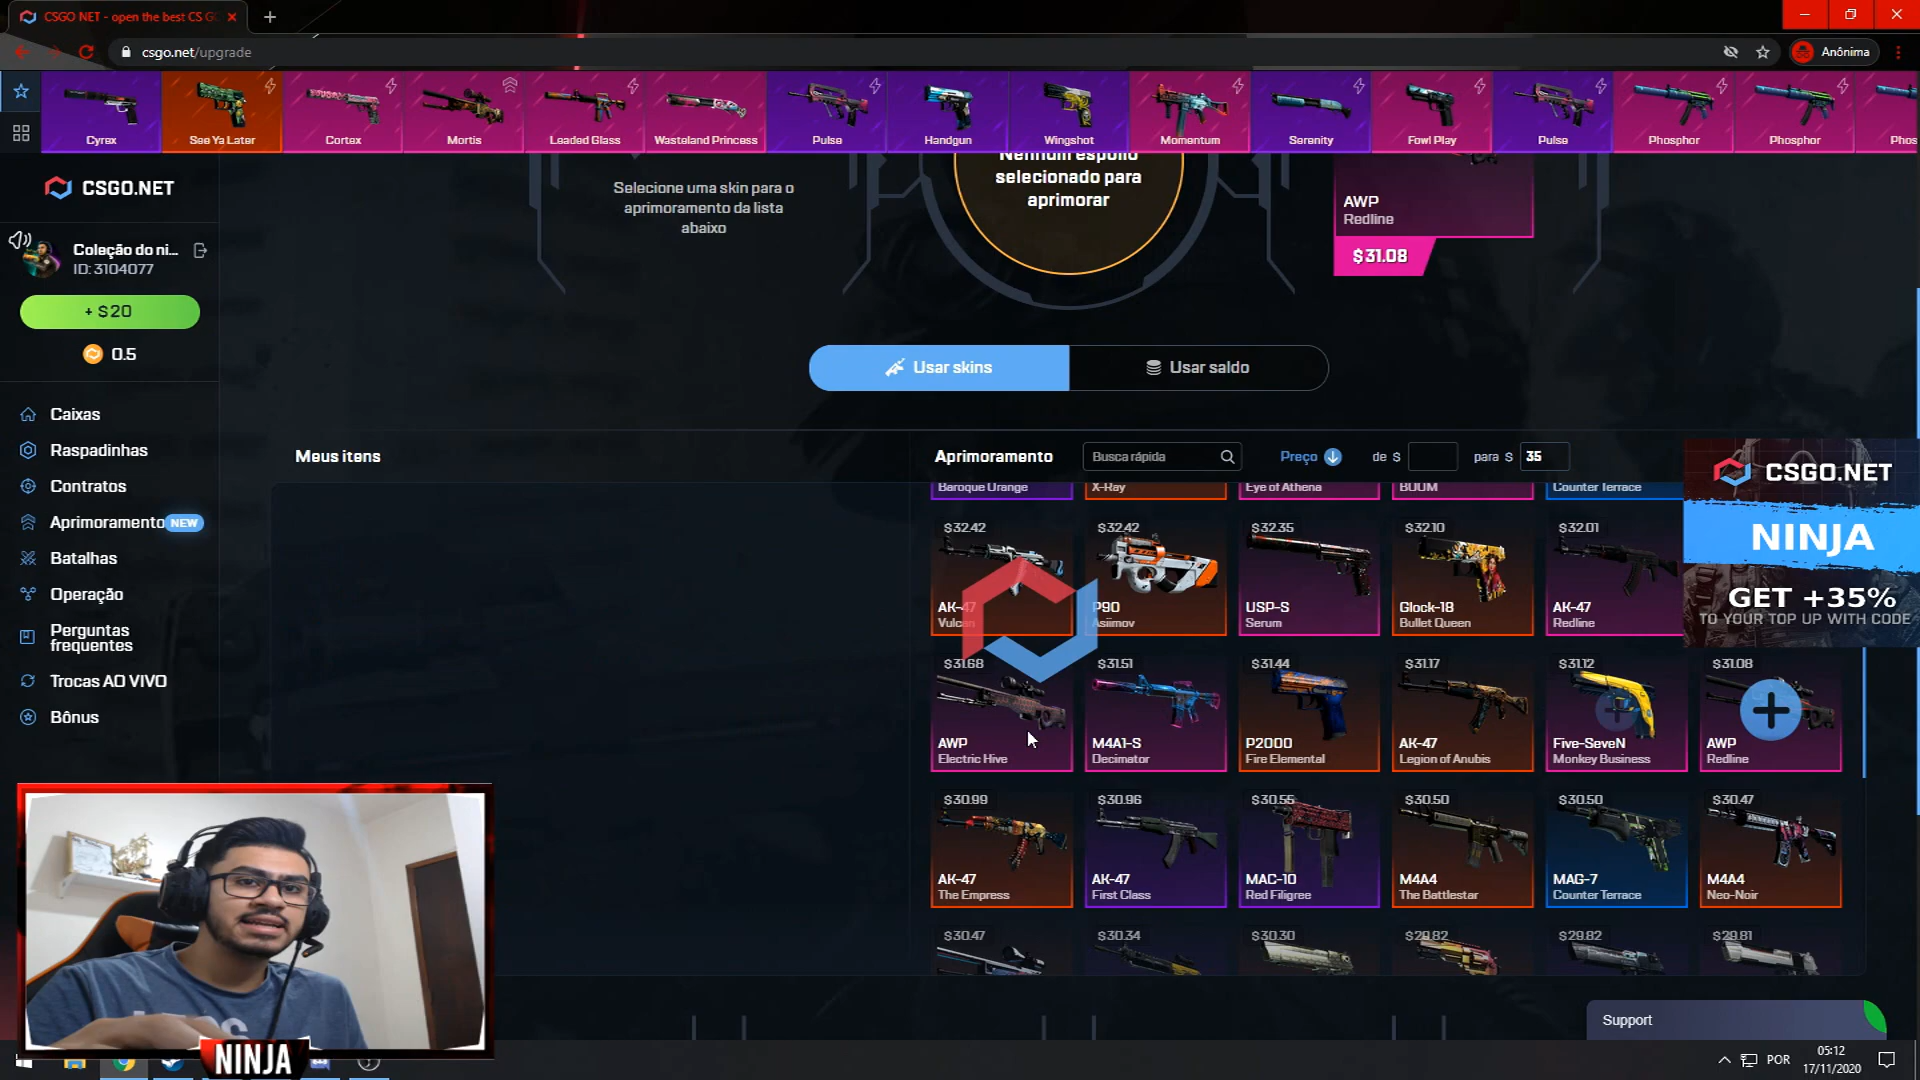 CSGO NET - open the best CS G
csgo.net/upgrade
Anônima
Cyrex
See Ya Later
Cortex
Mortis
Leaded Glass
Wasteland Princess
Pulse
Handgun
Wingshot
Momentum
Serenity
Fowl Play
Pulse
Phosphor
Phosphor
Phos
CSGO.NET
Coleção do ni...
ID: 3104077
+ $20
0.5
Caixas
Raspadinhas
Contratos
Aprimoramento NEW
Batalhas
Operação
Perguntas
frequentes
Trocas AO VIVO
Bônus
Selecione uma skin para o
aprimoramento da lista
abaixo
Nenhum espólio
selecionado para
aprimorar
AWP
Redline
$31.08
Usar skins
Usar saldo
Meus itens
Aprimoramento
Busca rápida
Preço
de $
para $ 35
Baroque Orange
X-Ray
Eye of Athena
BOOM
Counter Terrace
$32.42
AK-47
Vulcan
$32.42
P90
Asiimov
$32.35
USP-S
Serum
$32.10
Glock-18
Bullet Queen
$32.01
AK-47
Redline
$31.68
AWP
Electric Hive
$31.51
M4A1-S
Decimator
$31.44
P2000
Fire Elemental
$31.17
AK-47
Legion of Anubis
$31.12
Five-SeveN
Monkey Business
$31.08
AWP
Redline
$30.99
AK-47
The Empress
$30.96
AK-47
First Class
$30.55
MAC-10
Red Filigree
$30.50
M4A4
The Battlestar
$30.50
MAG-7
Counter Terrace
$30.47
M4A4
Neo-Noir
$30.47
$30.34
$30.30
$29.82
$29.82
$29.81
CSGO.NET
NINJA
GET +35%
TO YOUR TOP UP WITH CODE
Support
NINJA
POR
05:12
17/11/2020